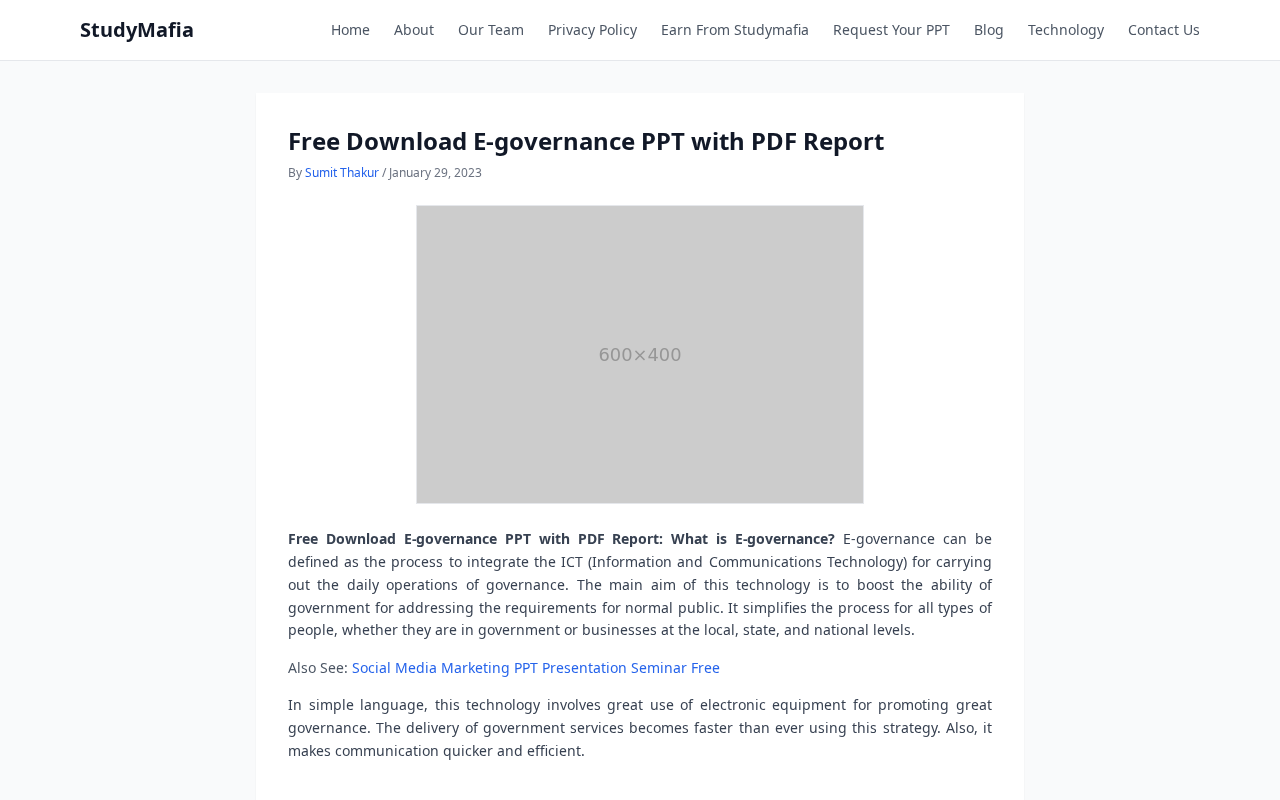 StudyMafia
Home About Our Team Privacy Policy Earn From Studymafia Request Your PPT Blog Technology Contact Us
Free Download E-governance PPT with PDF Report
By Sumit Thakur / January 29, 2023
600×400
Free Download E-governance PPT with PDF Report: What is E-governance? E-governance can be
defined as the process to integrate the ICT (Information and Communications Technology) for carrying
out the daily operations of governance. The main aim of this technology is to boost the ability of
government for addressing the requirements for normal public. It simplifies the process for all types of
people, whether they are in government or businesses at the local, state, and national levels.
Also See: Social Media Marketing PPT Presentation Seminar Free
In simple language, this technology involves great use of electronic equipment for promoting great
governance. The delivery of government services becomes faster than ever using this strategy. Also, it
makes communication quicker and efficient.